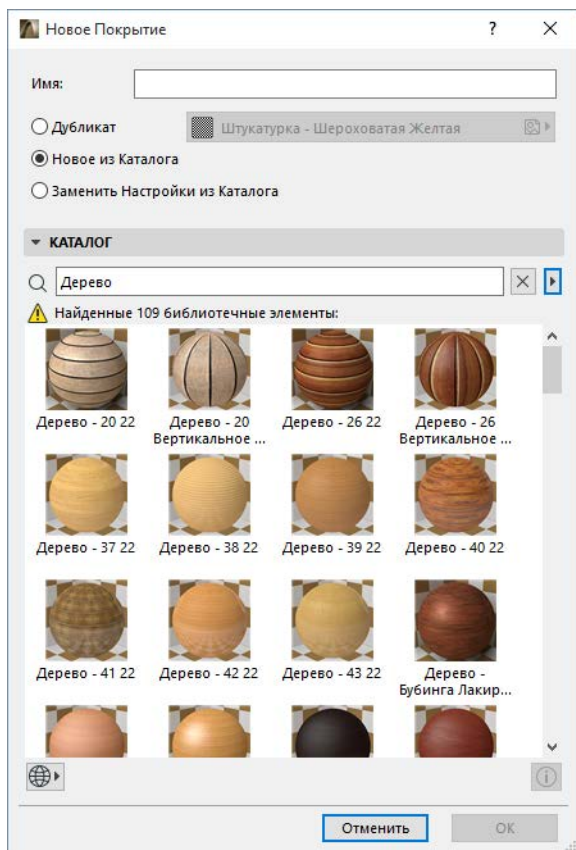 Новое Покрытие
?
Имя:
Дубликат
Штукатурка - Шероховатая Желтая
Новое из Каталога
Заменить Настройки из Каталога
КАТАЛОГ
Дерево
Найденные 109 библиотечные элементы:
Дерево - 20 22 Дерево - 20 Дерево - 26 22 Дерево - 26
Вертикальное ... Вертикальное ...
Дерево - 37 22 Дерево - 38 22 Дерево - 39 22 Дерево - 40 22
Дерево - 41 22 Дерево - 42 22 Дерево - 43 22 Дерево -
Бубинга Лакир...
Отменить OK